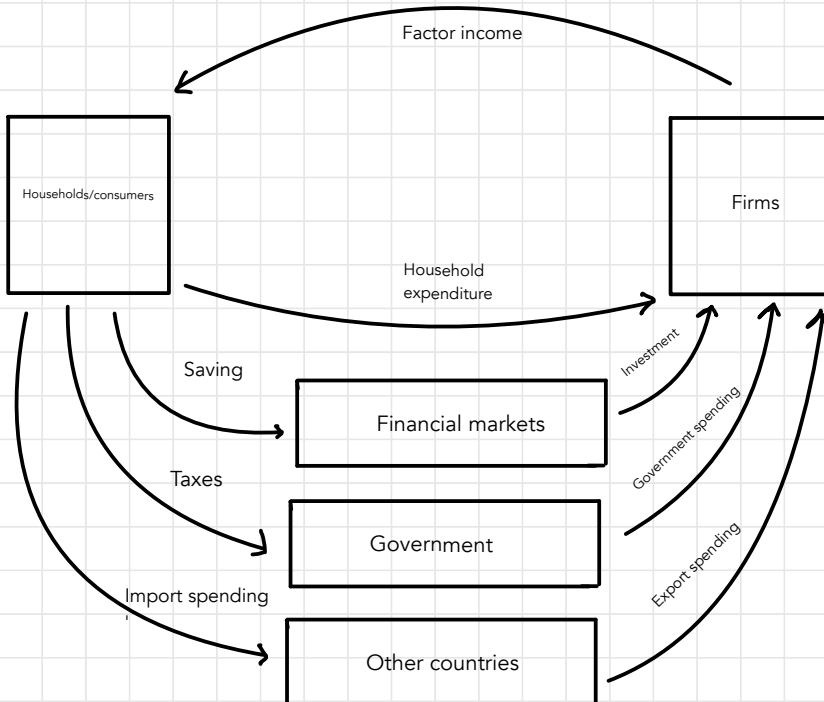 Factor income
Households/consumers
Firms
Household
expenditure
Saving
Investment
Financial markets
Government spending
Taxes
Government
Export spending
Import spending
Other countries